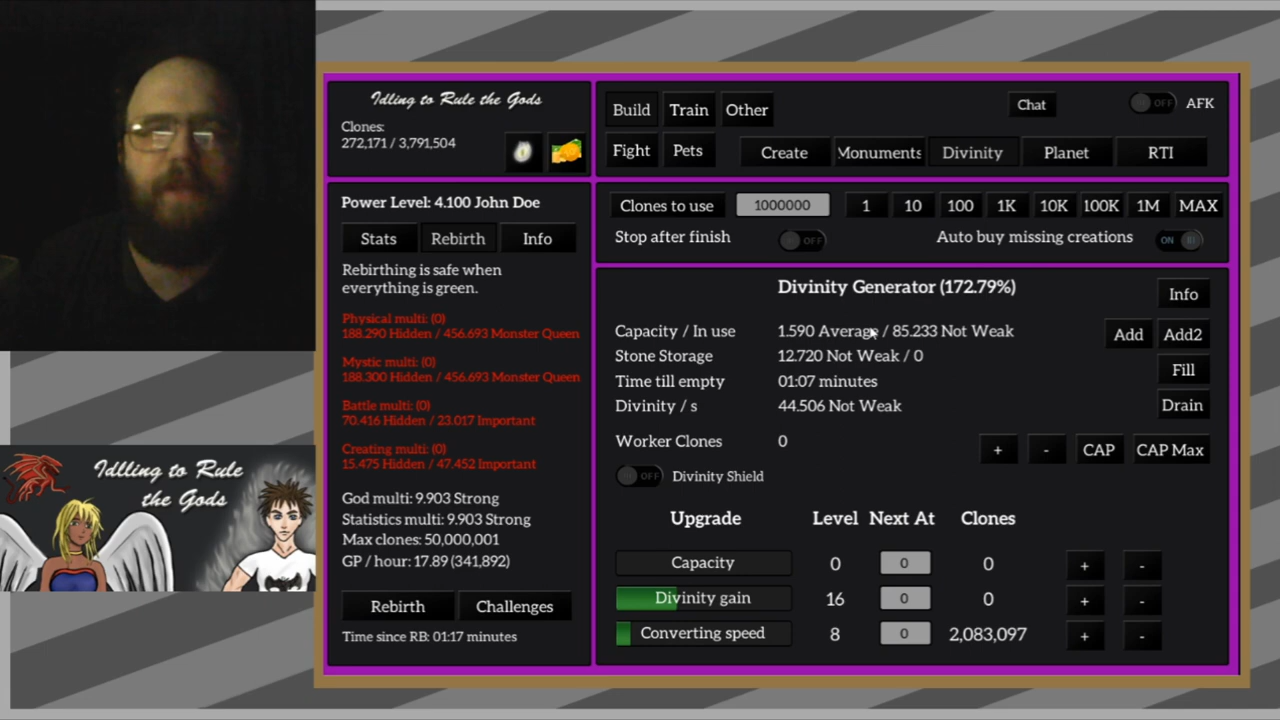 Idling to Rule the Gods
Clones:
272,171 / 3,791,504
Build
Train
Other
Chat
OFF
AFK
Fight
Pets
Create
Monuments
Divinity
Planet
RTI
Power Level: 4.100 John Doe
Stats
Rebirth
Info
Rebirthing is safe when
everything is green.
Physical multi: (0)
188.290 Hidden / 456.693 Monster Queen
Mystic multi: (0)
188.300 Hidden / 456.693 Monster Queen
Battle multi: (0)
70.416 Hidden / 23.017 Important
Creating multi: (0)
15.475 Hidden / 47.452 Important
God multi: 9.903 Strong
Statistics multi: 9.903 Strong
Max clones: 50,000,001
GP / hour: 17.89 (341,892)
Rebirth
Challenges
Time since RB: 01:17 minutes
Clones to use
1000000
1
10
100
1K
10K
100K
1M
MAX
Stop after finish
OFF
Auto buy missing creations
ON
Divinity Generator (172.79%)
Info
Capacity / In use
1.590 Average / 85.233 Not Weak
Add
Add2
Stone Storage
12.720 Not Weak / 0
Fill
Time till empty
01:07 minutes
Divinity / s
44.506 Not Weak
Drain
Worker Clones
0
+
-
CAP
CAP Max
OFF
Divinity Shield
Upgrade
Level
Next At
Clones
Capacity
0
0
0
+
-
Divinity gain
16
0
0
+
-
Converting speed
8
0
2,083,097
+
-
Idlling to Rule
the Gods